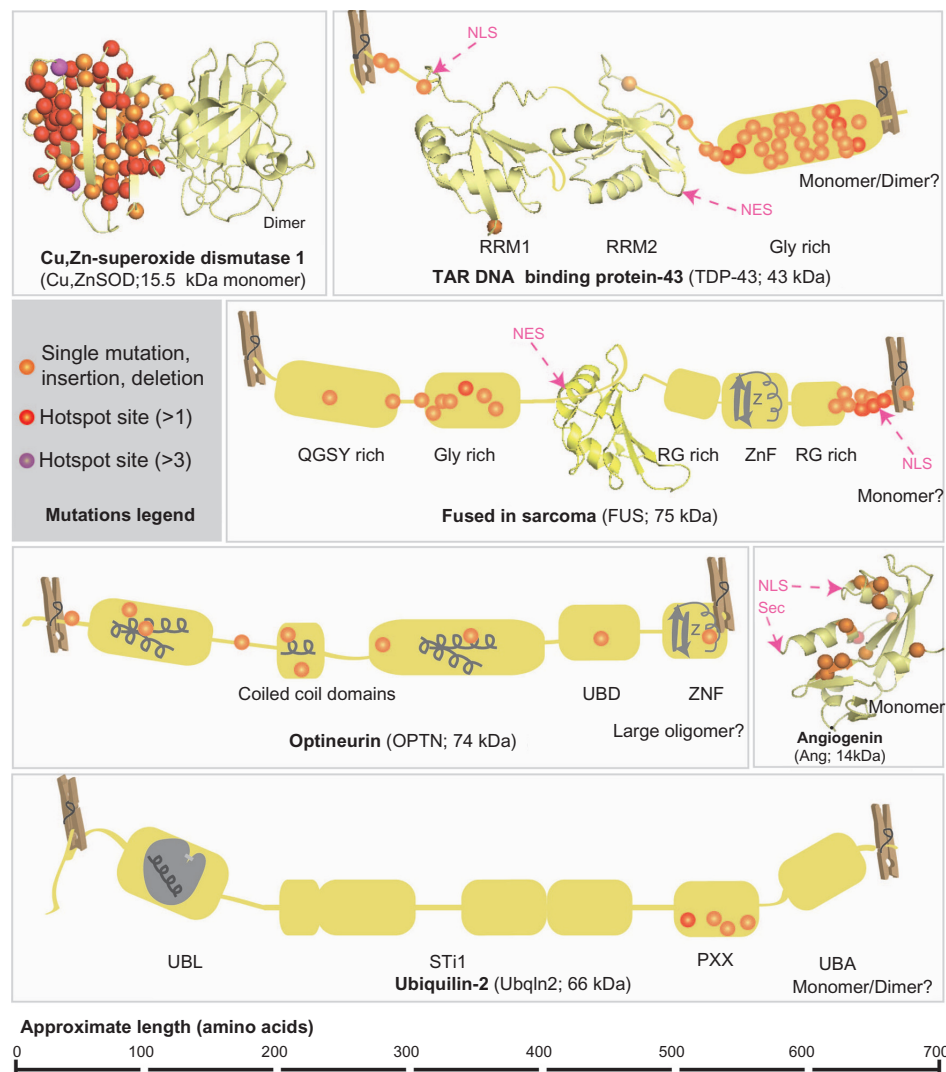 Dimer
Cu,Zn-superoxide dismutase 1
(Cu,ZnSOD;15.5 kDa monomer)
NLS
NES
Monomer/Dimer?
RRM1
RRM2
Gly rich
TAR DNA binding protein-43 (TDP-43; 43 kDa)
Single mutation,
insertion, deletion
Hotspot site (>1)
Hotspot site (>3)
Mutations legend
NES
Z
QGSY rich
Gly rich
RG rich
ZnF
RG rich
NLS
Monomer?
Fused in sarcoma (FUS; 75 kDa)
Z
Coiled coil domains
UBD
ZNF
Large oligomer?
Optineurin (OPTN; 74 kDa)
NLS
Sec
Monomer
Angiogenin
(Ang; 14kDa)
UBL
STi1
PXX
UBA
Ubiquilin-2 (Ubqln2; 66 kDa)
Monomer/Dimer?
Approximate length (amino acids)
0 100 200 300 400 500 600 700